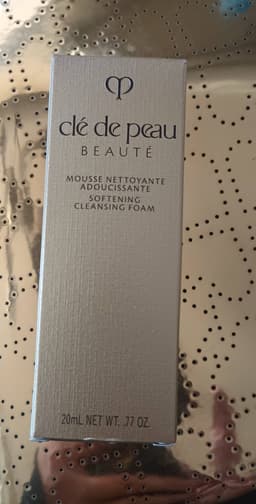 clé de peau
BEAUTÉ
MOUSSE NETTOYANTE
ADOUCISSANTE
SOFTENING
CLEANSING FOAM
20mL NET WT. .77 OZ.